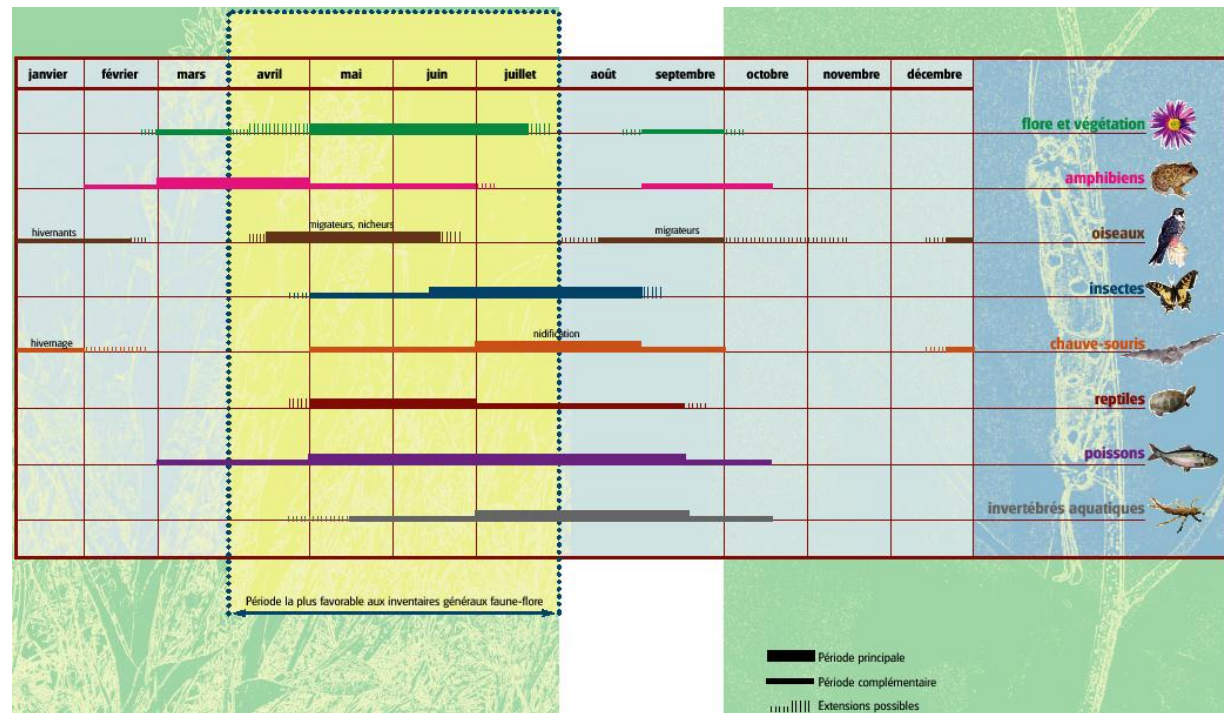 janvier février mars avril mai juin juillet août septembre octobre novembre décembre
flore et végétation
amphibiens
hivernants migrateurs, nicheurs migrateurs oiseaux
insectes
hivernage nidification chauve-souris
reptiles
poissons
invertébrés aquatiques
Période la plus favorable aux inventaires généraux faune-flore
Période principale
Période complémentaire
Extensions possibles